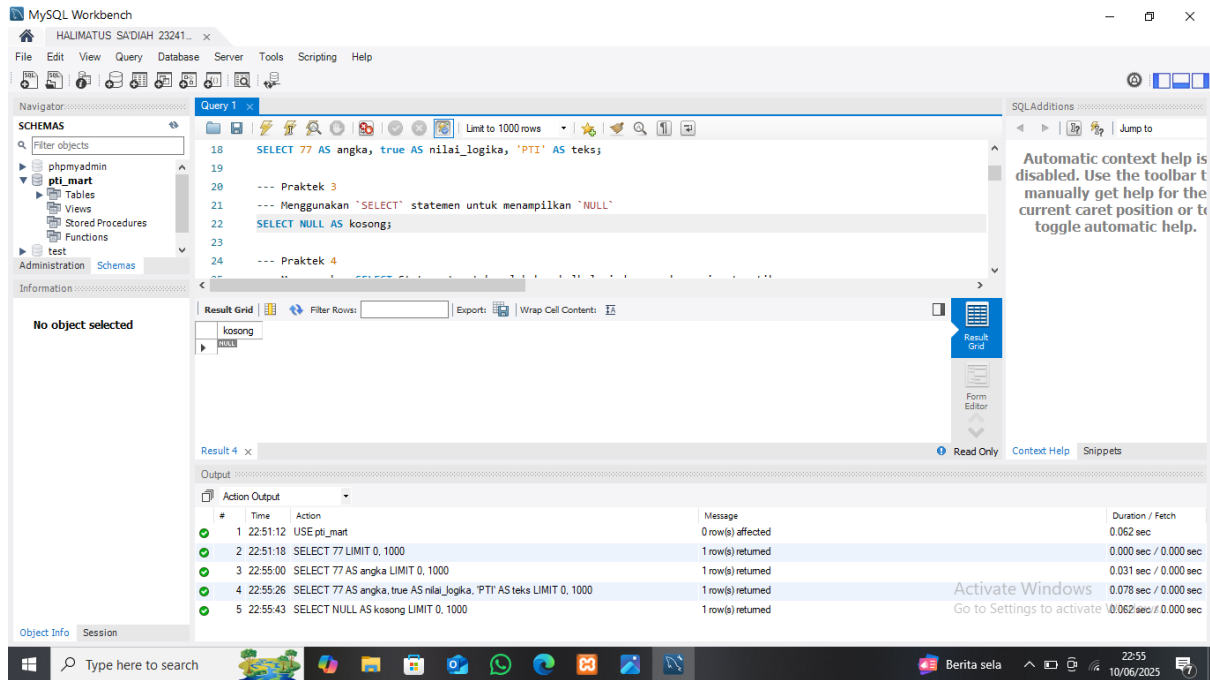 MySQL Workbench
HALIMATUS SA'DIAH 23241...
File Edit View Query Database Server Tools Scripting Help
Navigator
SCHEMAS
Filter objects
phpmyadmin
pti_mart
Tables
Views
Stored Procedures
Functions
test
Administration Schemas
Information
No object selected
Object Info Session
Query 1
Limit to 1000 rows
18 SELECT 77 AS angka, true AS nilai_logika, 'PTI' AS teks;
19
20 --- Praktek 3
21 --- Menggunakan `SELECT` statemen untuk menampilkan `NULL`
22 SELECT NULL AS kosong;
23
24 --- Praktek 4
Result Grid Filter Rows: Export: Wrap Cell Content:
kosong
NULL
Result Grid
Form Editor
Result 4 Read Only
SQLAdditions
Jump to
Automatic context help is
disabled. Use the toolbar t
manually get help for the
current caret position or to
toggle automatic help.
Context Help Snippets
Output
Action Output
# Time Action Message Duration / Fetch
1 22:51:12 USE pti_mart 0 row(s) affected 0.062 sec
2 22:51:18 SELECT 77 LIMIT 0, 1000 1 row(s) returned 0.000 sec / 0.000 sec
3 22:55:00 SELECT 77 AS angka LIMIT 0, 1000 1 row(s) returned 0.031 sec / 0.000 sec
4 22:55:26 SELECT 77 AS angka, true AS nilai_logika, 'PTI' AS teks LIMIT 0, 1000 1 row(s) returned 0.078 sec / 0.000 sec
5 22:55:43 SELECT NULL AS kosong LIMIT 0, 1000 1 row(s) returned 0.062 sec / 0.000 sec
Activate Windows
Go to Settings to activate
Type here to search
Berita sela
22:55
10/06/2025